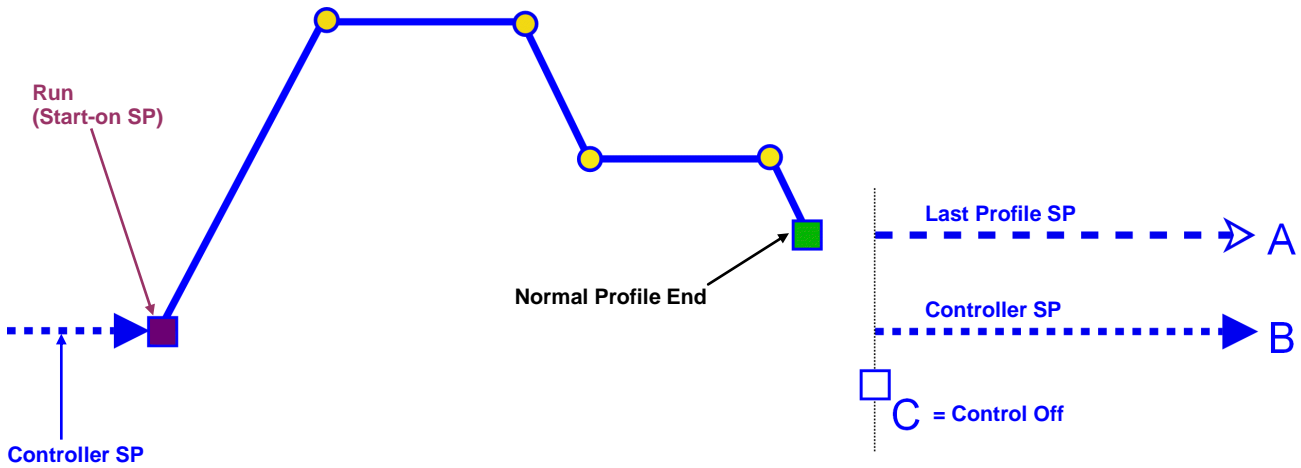 Run
(Start-on SP)
Last Profile SP
A
Normal Profile End
Controller SP
B
C = Control Off
Controller SP